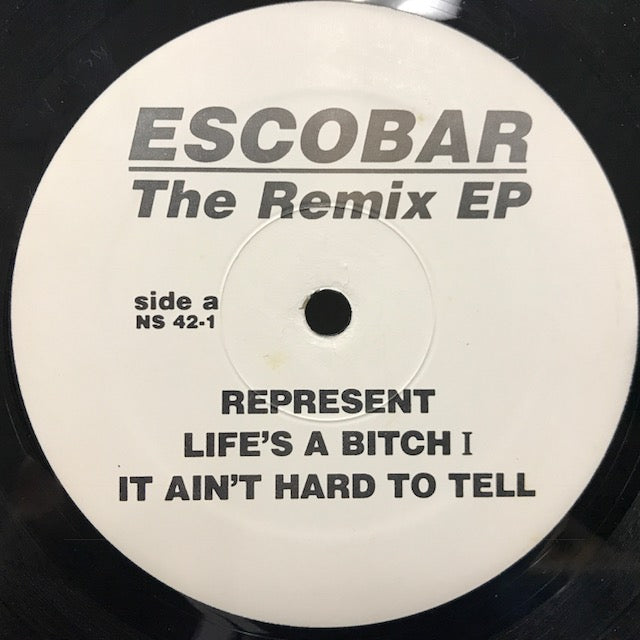 ESCOBAR
The Remix EP
side a
NS 42-1
REPRESENT
LIFE'S A BITCH I
IT AIN'T HARD TO TELL